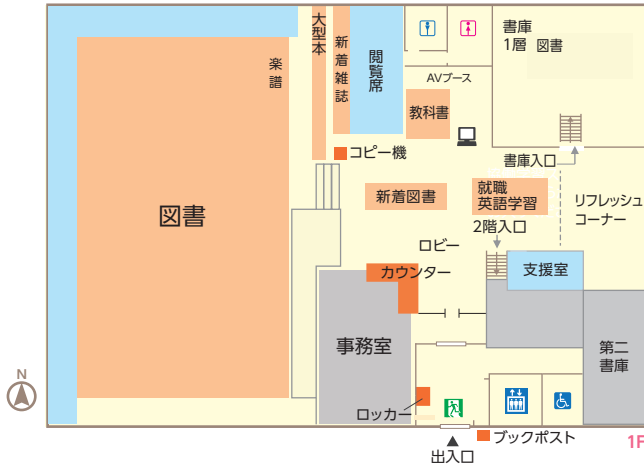 大型本
新着雑誌
閲覧席
書庫
1層 図書
楽譜
AVブース
教科書
コピー機
書庫入口
新着図書
就職
英語学習
リフレッシュ
コーナー
図書
2階入口
ロビー
カウンター
支援室
事務室
第二
書庫
N
ロッカー
ブックポスト
1F
出入口